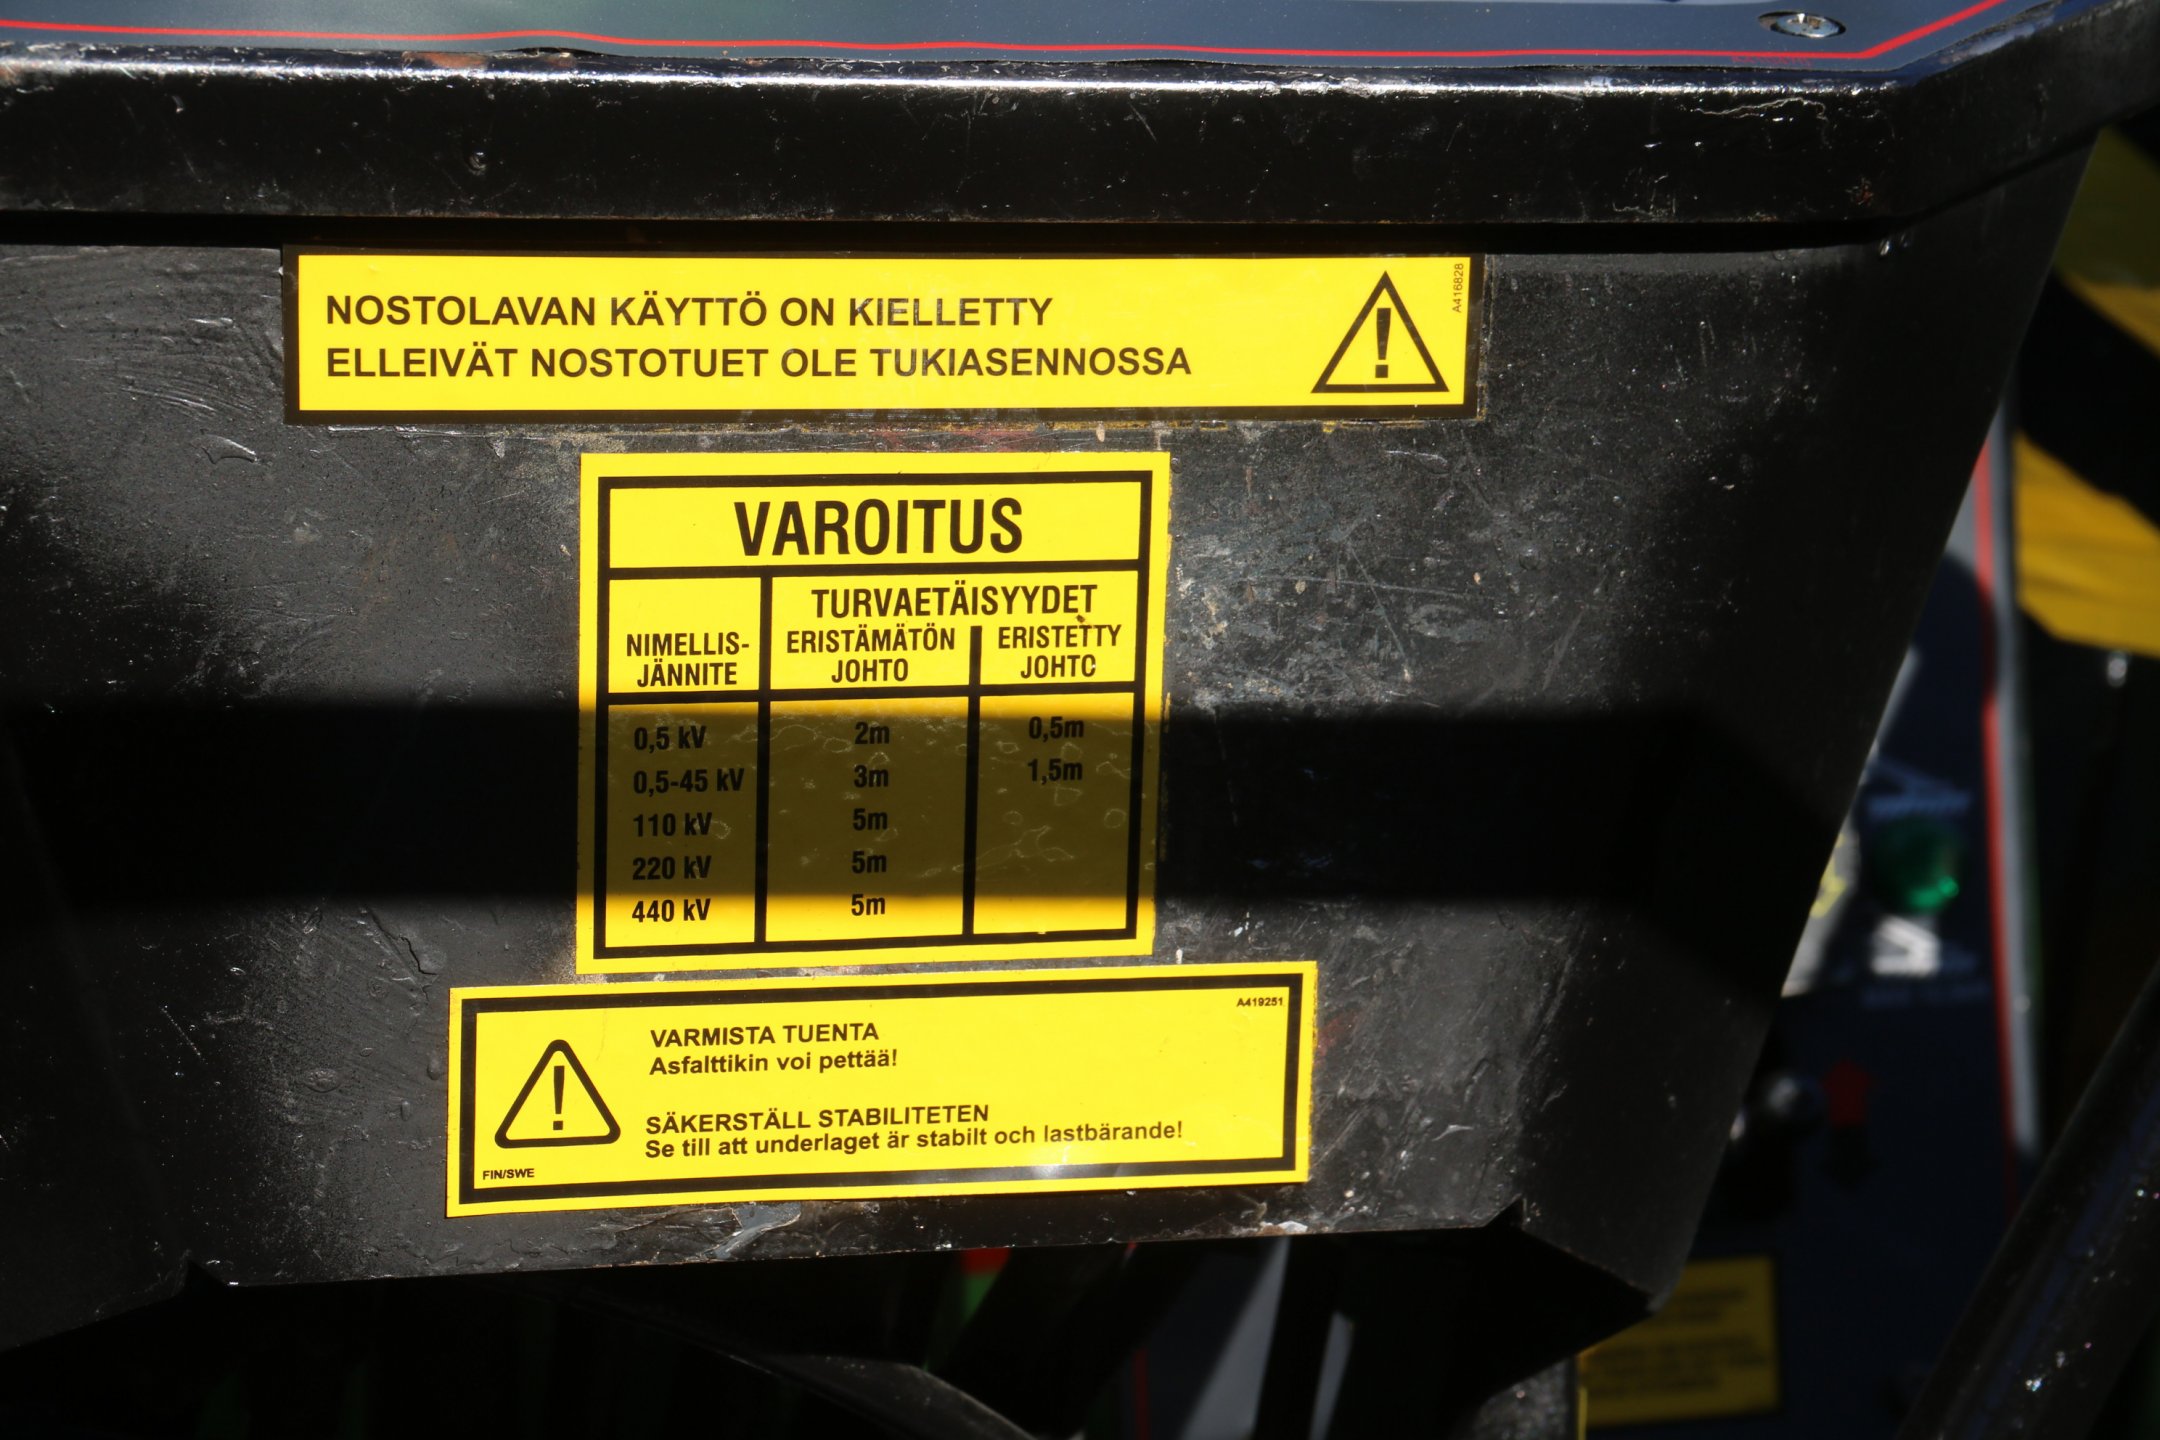 NOSTOLAVAN KÄYTTÖ ON KIELLETTY
ELLEIVÄT NOSTOTUET OLE TUKIASENNOSSA
A416828
VAROITUS
TURVAETÄISYYDET
NIMELLIS-
JÄNNITE
ERISTÄMÄTÖN
JOHTO
ERISTETTY
JOHTO
0,5 kV 2m 0,5m
0,5-45 kV 3m 1,5m
110 kV 5m
220 kV 5m
440 kV 5m
A419251
VARMISTA TUENTA
Asfalttikin voi pettää!
SÄKERSTÄLL STABILITETEN
Se till att underlaget är stabilt och lastbärande!
FIN/SWE